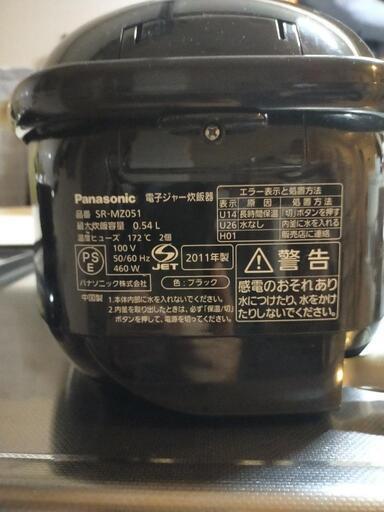 Panasonic 電子ジャー炊飯器
品番 SR-MZ051
最大炊飯容量 0.54 L
温度ヒューズ 172℃ 2個
100 V
50/60 Hz
460 W
PSE
S JET
2011年製
パナソニック株式会社
色:ブラック
中国製
1.本体内部に水を入れないでください。
2.内釜を取り出したときは、必ず「保温/切」
ボタンを押して、電源を切ってください。
エラー表示と処置方法
表示 原因 処置方法
U14 長時間保温 「切」ボタンを押す
U26 水なし 内釜に水を入れる
H01 販売店に連絡
警告
感電のおそれあり
水につけたり、水をかけ
たりしないでください。